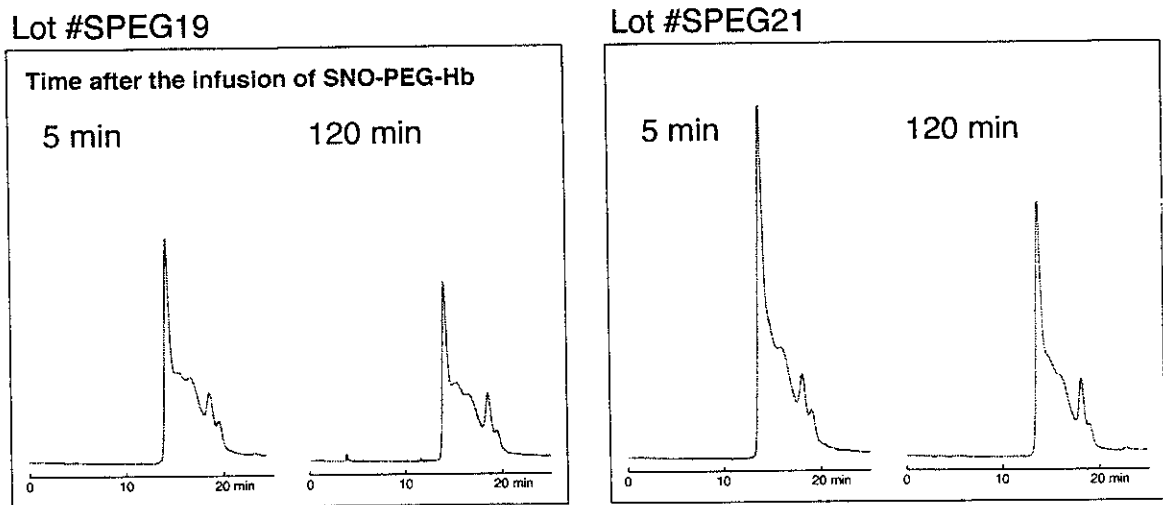 Lot #SPEG19
Time after the infusion of SNO-PEG-Hb
5 min
120 min
0
10
20 min
0
10
20 min
Lot #SPEG21
5 min
120 min
0
10
20 min
0
10
20 min